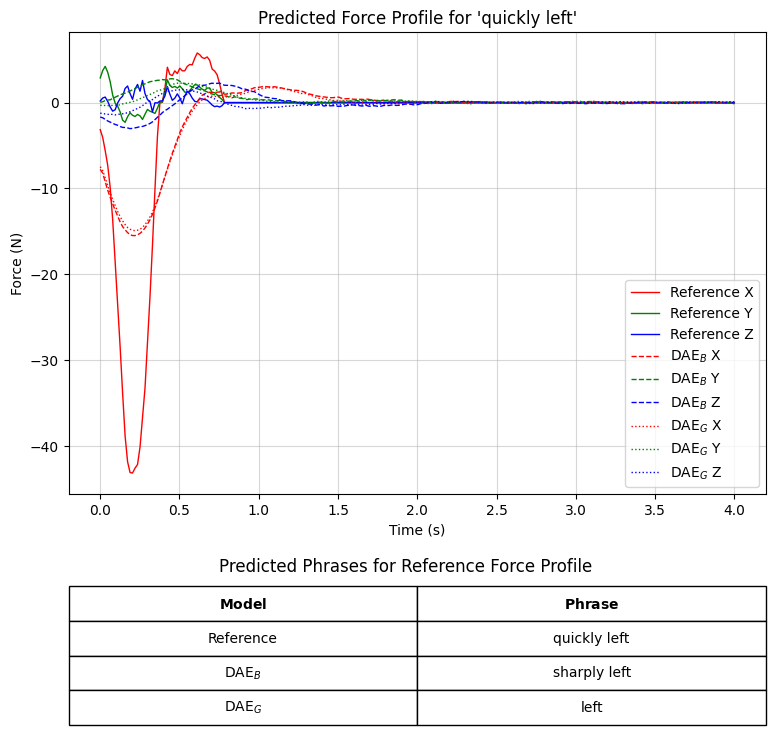 Predicted Force Profile for 'quickly left'
0
−10
−20
−30
−40
Force (N)
Reference X
Reference Y
Reference Z
DAE_B X
DAE_B Y
DAE_B Z
DAE_G X
DAE_G Y
DAE_G Z
0.0 0.5 1.0 1.5 2.0 2.5 3.0 3.5 4.0
Time (s)
Predicted Phrases for Reference Force Profile
Model Phrase
Reference quickly left
DAE_B sharply left
DAE_G left